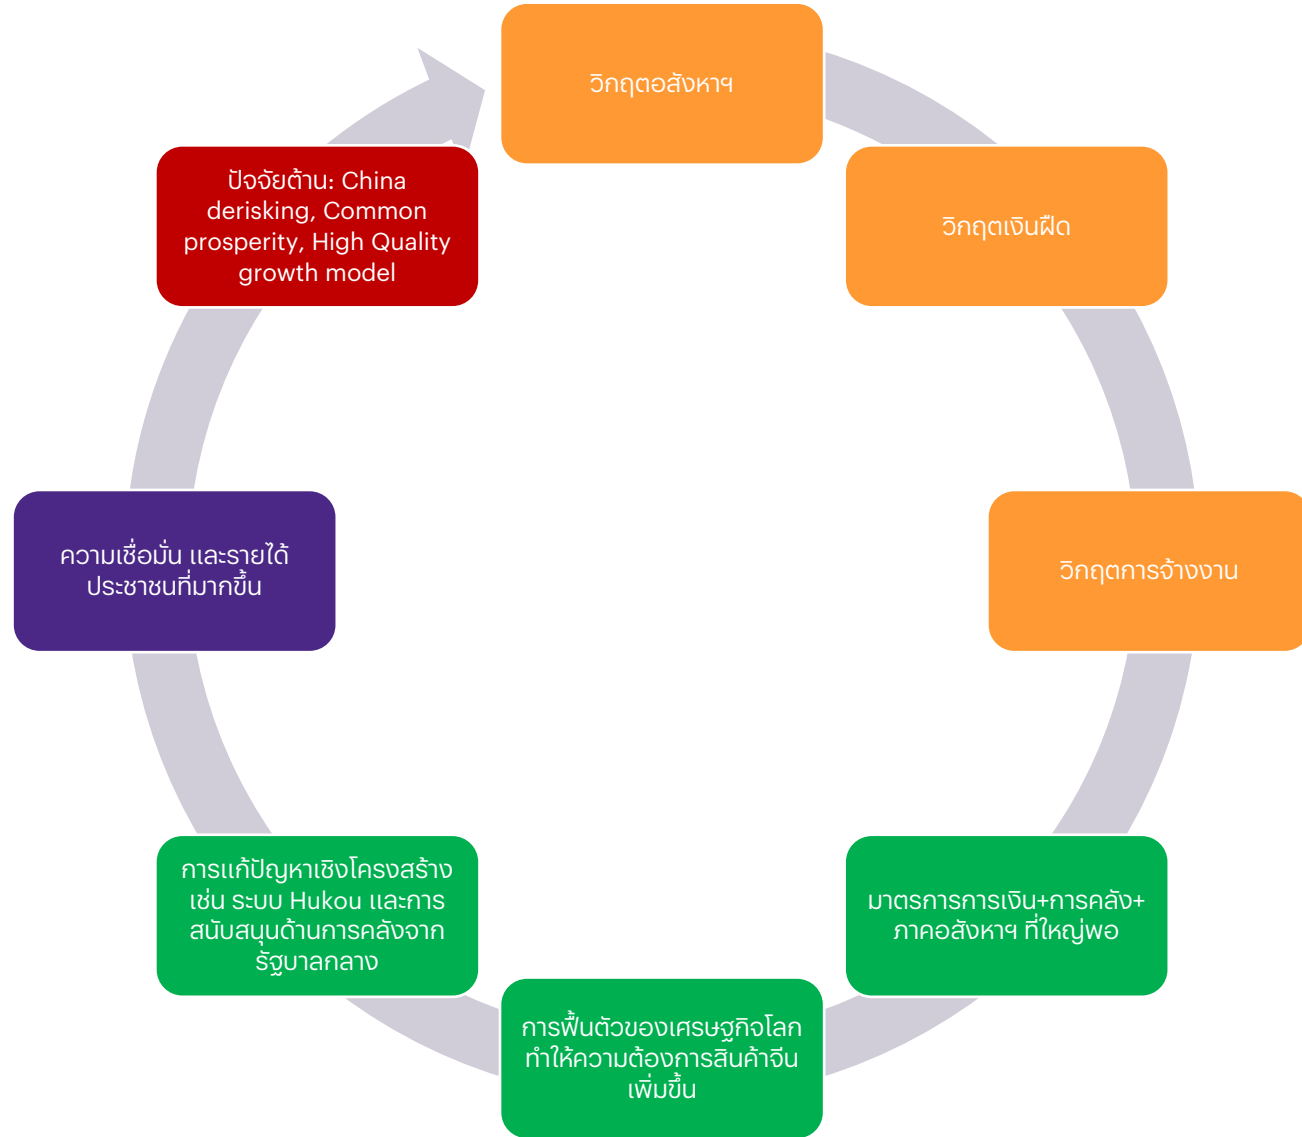 วิกฤตอสังหาฯ
วิกฤตเงินฝืด
วิกฤตการจ้างงาน
มาตรการการเงิน+การคลัง+
ภาคอสังหาฯ ที่ใหญ่พอ
การฟื้นตัวของเศรษฐกิจโลก
ทำให้ความต้องการสินค้าจีน
เพิ่มขึ้น
การแก้ปัญหาเชิงโครงสร้าง
เช่น ระบบ Hukou และการ
สนับสนุนด้านการคลังจาก
รัฐบาลกลาง
ความเชื่อมั่น และรายได้
ประชาชนที่มากขึ้น
ปัจจัยต้าน: China
derisking, Common
prosperity, High Quality
growth model